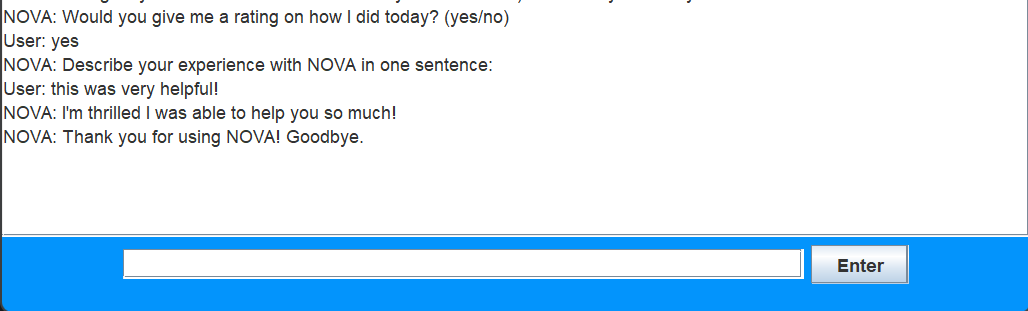 NOVA: Would you give me a rating on how I did today? (yes/no)
User: yes
NOVA: Describe your experience with NOVA in one sentence:
User: this was very helpful!
NOVA: I'm thrilled I was able to help you so much!
NOVA: Thank you for using NOVA! Goodbye.
Enter